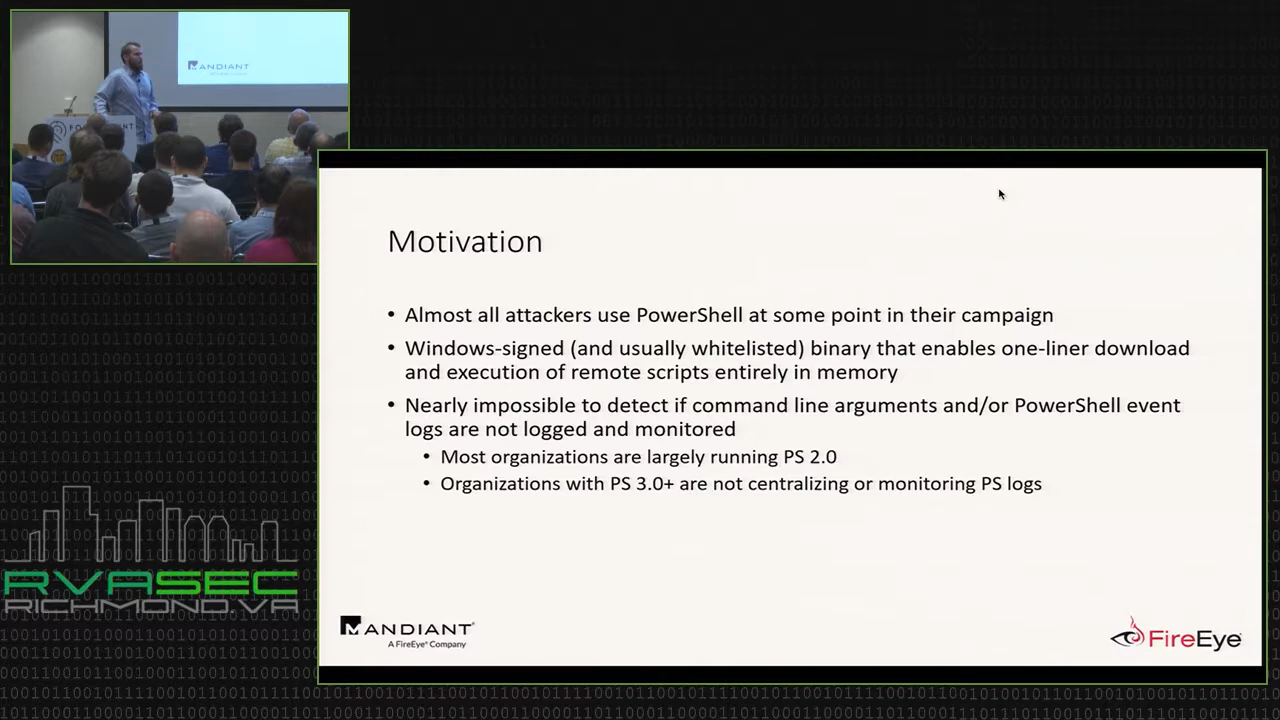 MANDIANT
Motivation
• Almost all attackers use PowerShell at some point in their campaign
• Windows-signed (and usually whitelisted) binary that enables one-liner download
and execution of remote scripts entirely in memory
• Nearly impossible to detect if command line arguments and/or PowerShell event
logs are not logged and monitored
• Most organizations are largely running PS 2.0
• Organizations with PS 3.0+ are not centralizing or monitoring PS logs
RVASEC
RICHMOND.VA
MANDIANT®
A FireEye® Company
FireEye